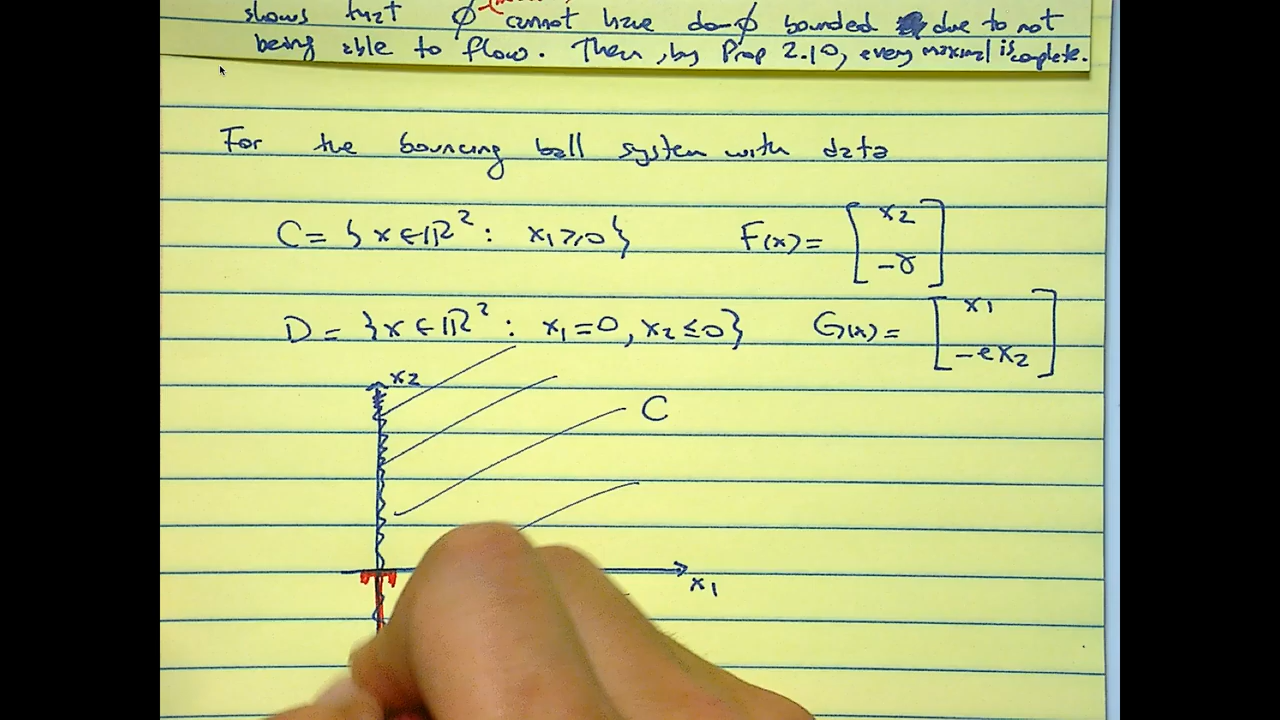 shows that ϕ cannot have dom ϕ bounded due to not
being able to flow. Then, by Prop 2.10, every maximal is complete.
For the bouncing ball system with data
C = {x ∈ ℝ² : x₁ ≥ 0} F(x) = [x₂ -γ]
D = {x ∈ ℝ² : x₁ = 0, x₂ ≤ 0} G(x) = [x₁ -ex₂]
x₂
C
x₁